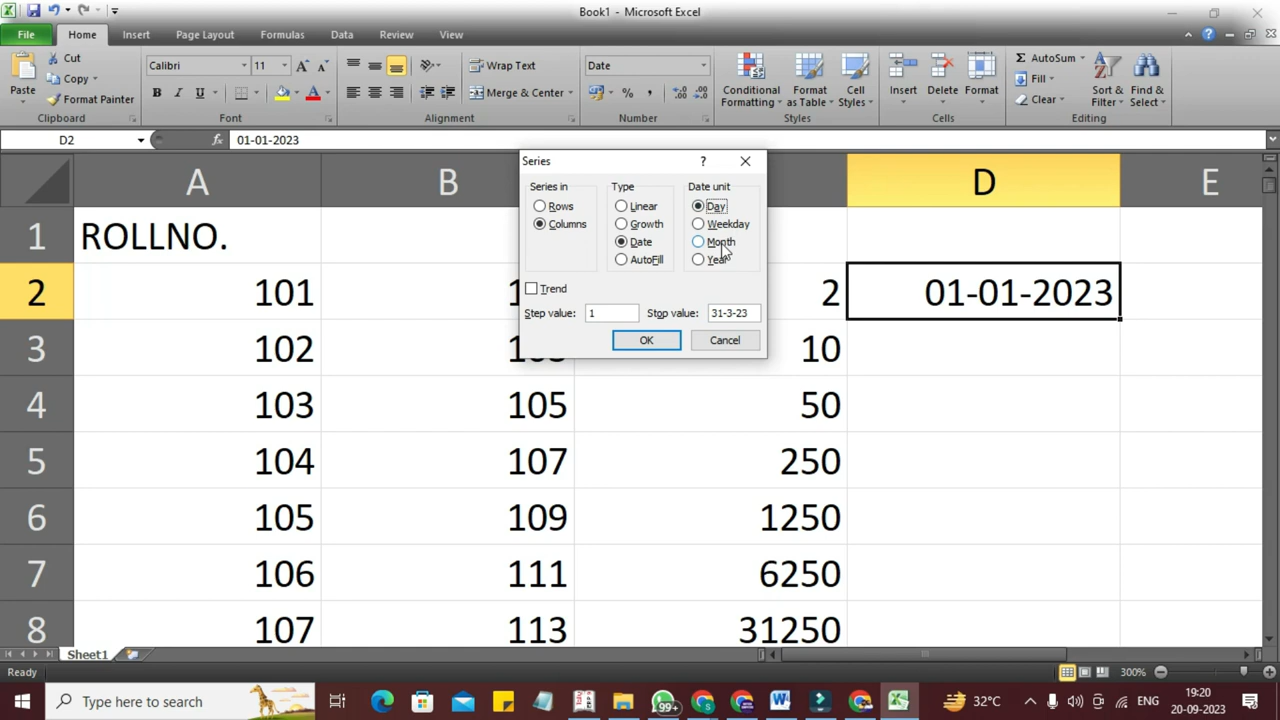 Book1 - Microsoft Excel
File Home Insert Page Layout Formulas Data Review View
Cut
Copy
Format Painter
Paste
Clipboard
Calibri 11
B I U
Font
Wrap Text
Merge & Center
Alignment
Date
%
Number
Conditional Formatting
Format as Table
Cell Styles
Styles
Insert
Delete
Format
Cells
Σ AutoSum
Fill
Clear
Sort & Filter
Find & Select
Editing
D2 fx 01-01-2023
Series ? 
Series in Type Date unit
Rows Linear Day
Columns Growth Weekday
Date Month
AutoFill Year
Trend
Step value: 1 Stop value: 31-3-23
OK Cancel
A B D E
1 ROLLNO.
2 101 2 01-01-2023
3 102 10
4 103 105 50
5 104 107 250
6 105 109 1250
7 106 111 6250
8 107 113 31250
Sheet1
Ready 300%
Type here to search
99+
32°C
ENG
19:20
20-09-2023